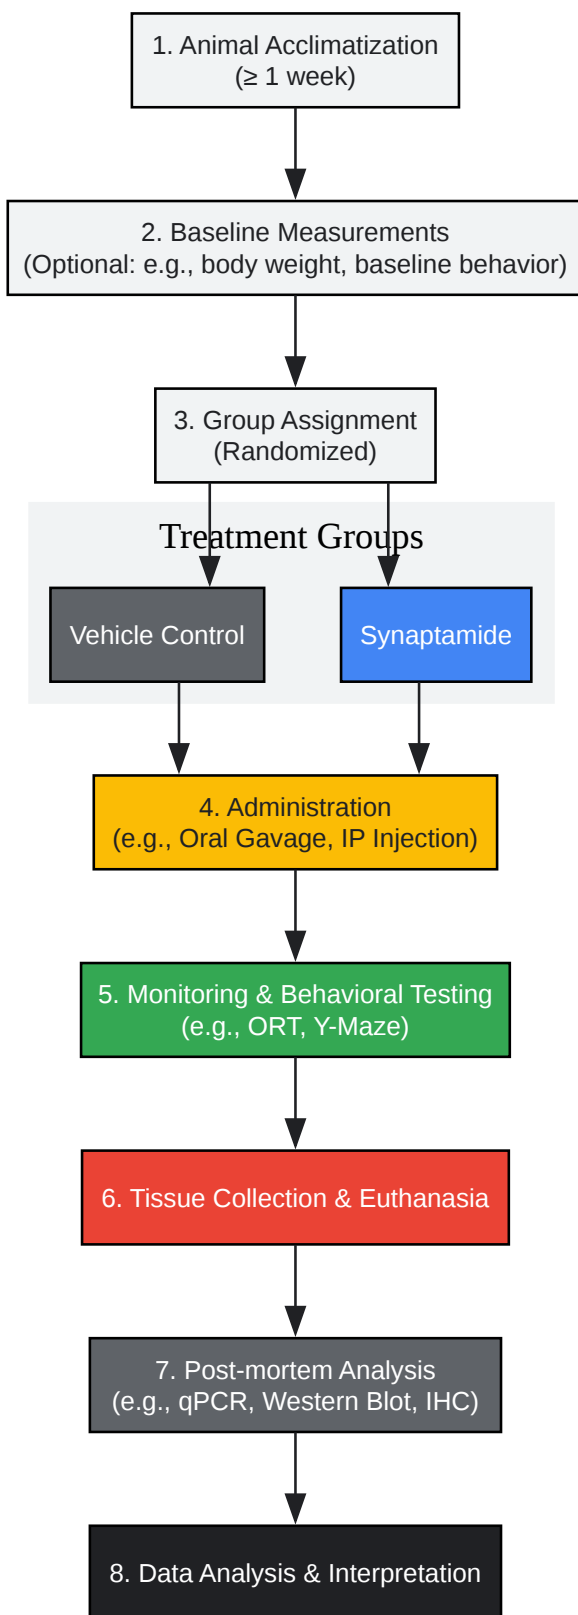 1. Animal Acclimatization
(≥ 1 week)
2. Baseline Measurements
(Optional: e.g., body weight, baseline behavior)
3. Group Assignment
(Randomized)
Treatment Groups
Vehicle Control
Synaptamide
4. Administration
(e.g., Oral Gavage, IP Injection)
5. Monitoring & Behavioral Testing
(e.g., ORT, Y-Maze)
6. Tissue Collection & Euthanasia
7. Post-mortem Analysis
(e.g., qPCR, Western Blot, IHC)
8. Data Analysis & Interpretation